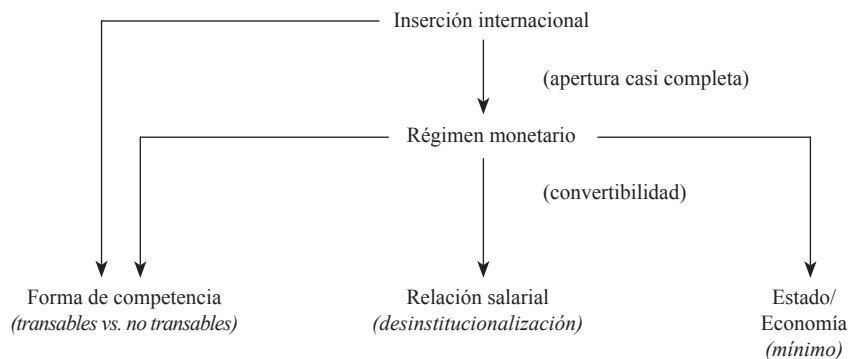 Inserción internacional
(apertura casi completa)
Régimen monetario
(convertibilidad)
Forma de competencia
(transables vs. no transables)
Relación salarial
(desinstitucionalización)
Estado/
Economía
(mínimo)